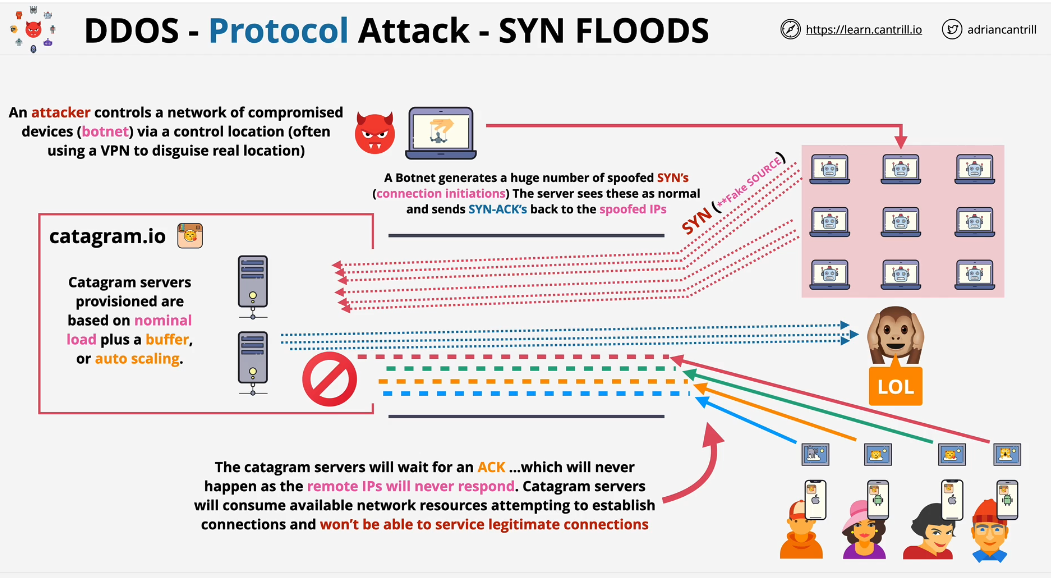 DDOS - Protocol Attack - SYN FLOODS
https://learn.cantrill.io
adriancantrill
An attacker controls a network of compromised
devices (botnet) via a control location (often
using a VPN to disguise real location)
A Botnet generates a huge number of spoofed SYN's
(connection initiations) The server sees these as normal
and sends SYN-ACK's back to the spoofed IPs
SYN (**Fake SOURCE)
catagram.io
Catagram servers
provisioned are
based on nominal
load plus a buffer,
or auto scaling.
LOL
The catagram servers will wait for an ACK ...which will never
happen as the remote IPs will never respond. Catagram servers
will consume available network resources attempting to establish
connections and won't be able to service legitimate connections